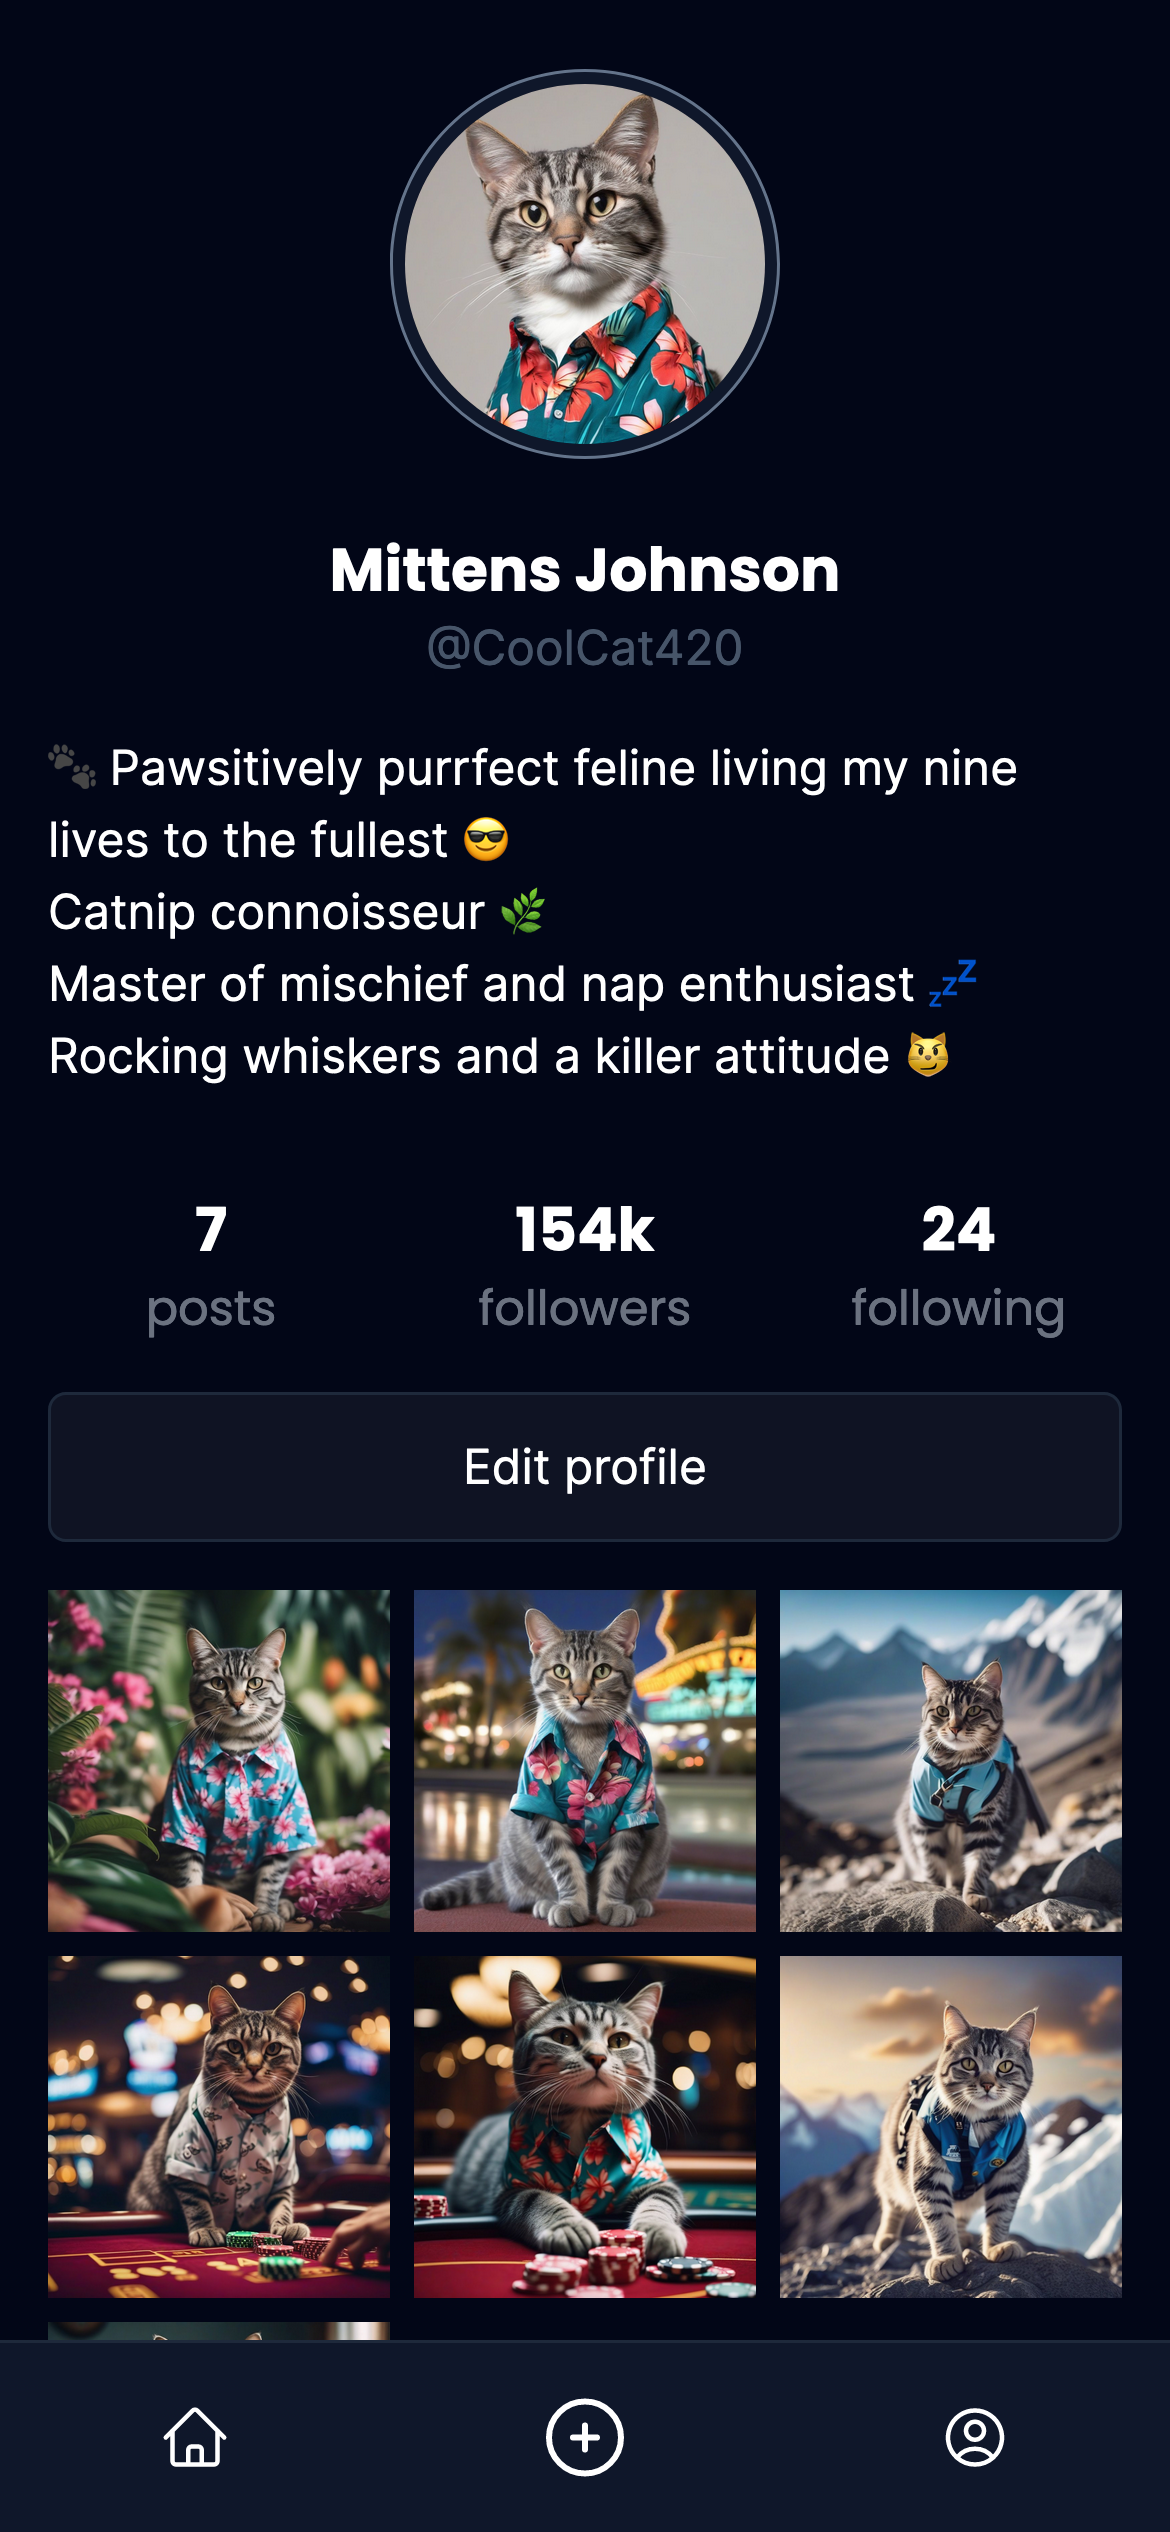 Mittens Johnson
@CoolCat420
🐾 Pawsitively purrfect feline living my nine
lives to the fullest 😎
Catnip connoisseur 🌿
Master of mischief and nap enthusiast 💤
Rocking whiskers and a killer attitude 😼
7 154k 24
posts followers following
Edit profile